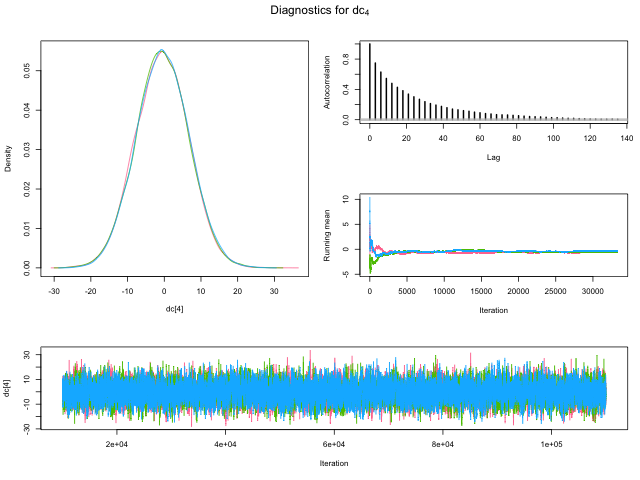 Diagnostics for dc₄
Density
0.00 0.01 0.02 0.03 0.04 0.05
-30 -20 -10 0 10 20 30
dc[4]
Autocorrelation
0.0 0.4 0.8
0 20 40 60 80 100 120 140
Lag
Running mean
-5 0 5 10
0 5000 10000 15000 20000 25000 30000
Iteration
dc[4]
-30 -10 10 30
2e+04 4e+04 6e+04 8e+04 1e+05
Iteration